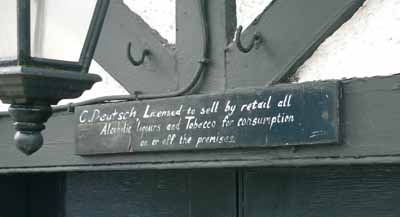 C. Deutsch, Licensed to sell by retail all
Alcoholic liquors and Tobacco for consumption
on or off the premises.